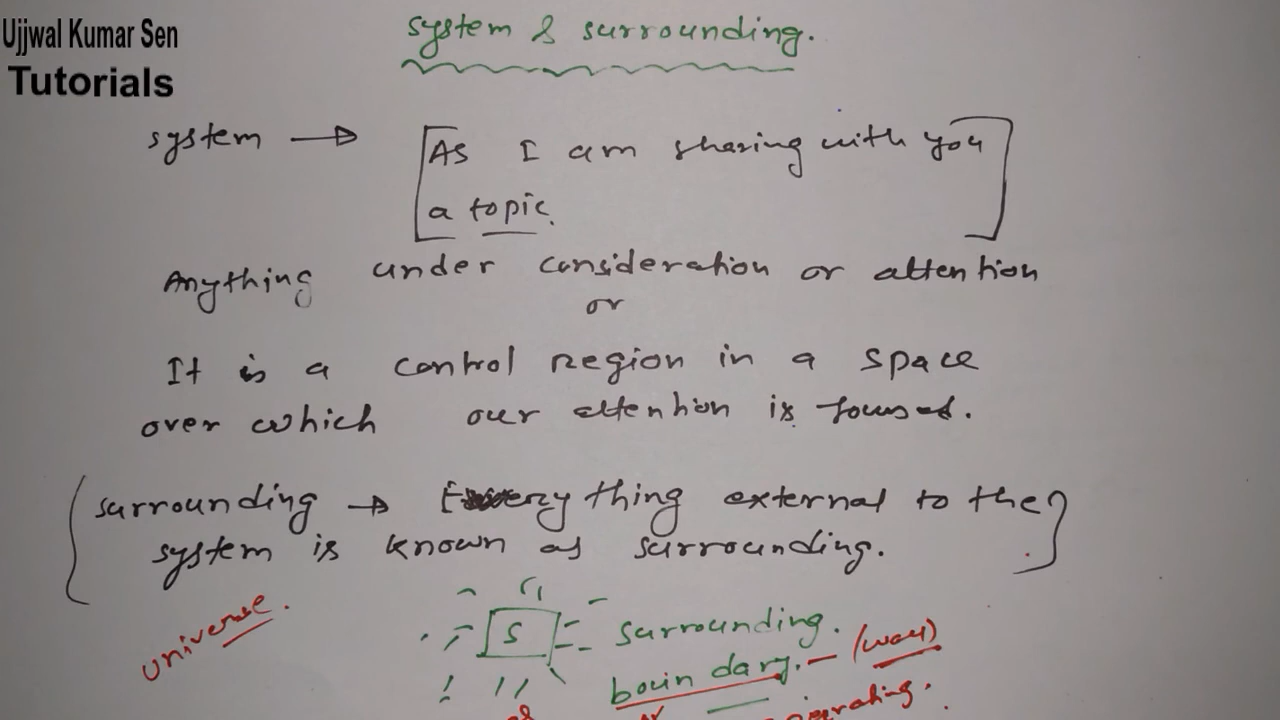 Ujjwal Kumar Sen
Tutorials
system & surrounding.
system → [As I am sharing with you
a topic.]
Anything under consideration or attention
or
It is a control region in a space
over which our attention is focused.
(surrounding → Everything external to the
system is known as surrounding.)
universe.
S surrounding.
boundary. - (wall)